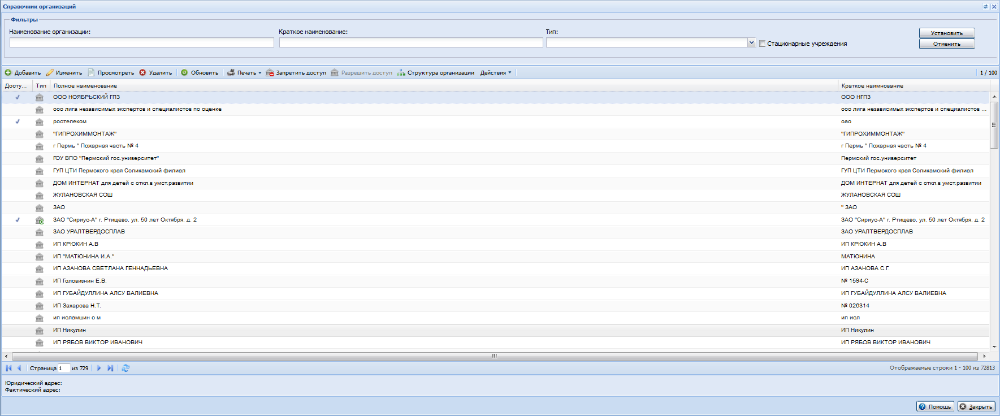 Справочник организаций
Фильтры
Наименование организации: Краткое наименование: Тип:
Стационарные учреждения
Установить
Отменить
Добавить Изменить Просмотреть Удалить Обновить Печать Запретить доступ Разрешить доступ Структура организации Действия 1 / 100
Досту... Тип Полное наименование Краткое наимнование
ООО НОЯБРЬСКИЙ ГПЗ ООО НГПЗ
ооо лига независимых экспертов и специалистов по оценке ооо лига независимых экспертов и специалистов ...
ростелеком оао
"ГИПРОХИММОНТАЖ" "ГИПРОХИММОНТАЖ"
г Пермь " Пожарная часть № 4 г Пермь " Пожарная часть № 4
ГОУ ВПО "Пермский гос.университет" Пермский гос.университет
ГУП ЦТИ Пермского края Соликамский филиал ГУП ЦТИ Пермского края Соликамский филиал
ДОМ ИНТЕРНАТ для детей с откл.в умст.развитии ДОМ ИНТЕРНАТ для детей с откл.в умст.развитии
ЖУЛАНОВСКАЯ СОШ ЖУЛАНОВСКАЯ СОШ
ЗАО " ЗАО
ЗАО "Сириус-А" г. Ртищево, ул. 50 лет Октября. д. 2 ЗАО "Сириус-А" г. Ртищево, ул. 50 лет Октября. д. 2
ЗАО УРАЛТВЕРДОСПЛАВ ЗАО УРАЛТВЕРДОСПЛАВ
ИП КРЮКИН А.В ИП КРЮКИН А.В
ИП "МАТЮНИНА И.А." МАТЮНИНА
ИП АЗАНОВА СВЕТЛАНА ГЕННАДЬЕВНА ИП АЗАНОВА С.Г.
ИП Головизнин Е.В. № 1594-С
ИП ГУБАЙДУЛЛИНА АЛСУ ВАЛИЕВНА ИП ГУБАЙДУЛЛИНА АЛСУ ВАЛИЕВНА
ИП Захарова Н.Т. № 026314
ип исламшин о м ип исл
ИП Никулин ИП Никулин
ИП РЯБОВ ВИКТОР ИВАНОВИЧ ИП РЯБОВ ВИКТОР ИВАНОВИЧ
Страница 1 из 729 Отображаемые строки 1 - 100 из 72813
Юридический адрес:
Фактический адрес:
Помощь Закрыть